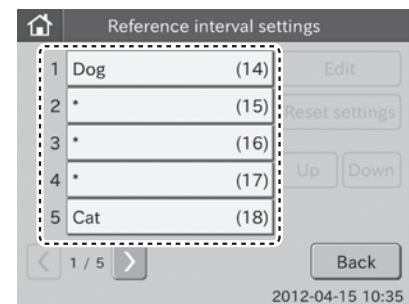 Reference interval settings
1 Dog (14) Edit
2 * (15) Reset settings
3 * (16)
4 * (17) Up Down
5 Cat (18)
< 1 / 5 > Back
2012-04-15 10:35